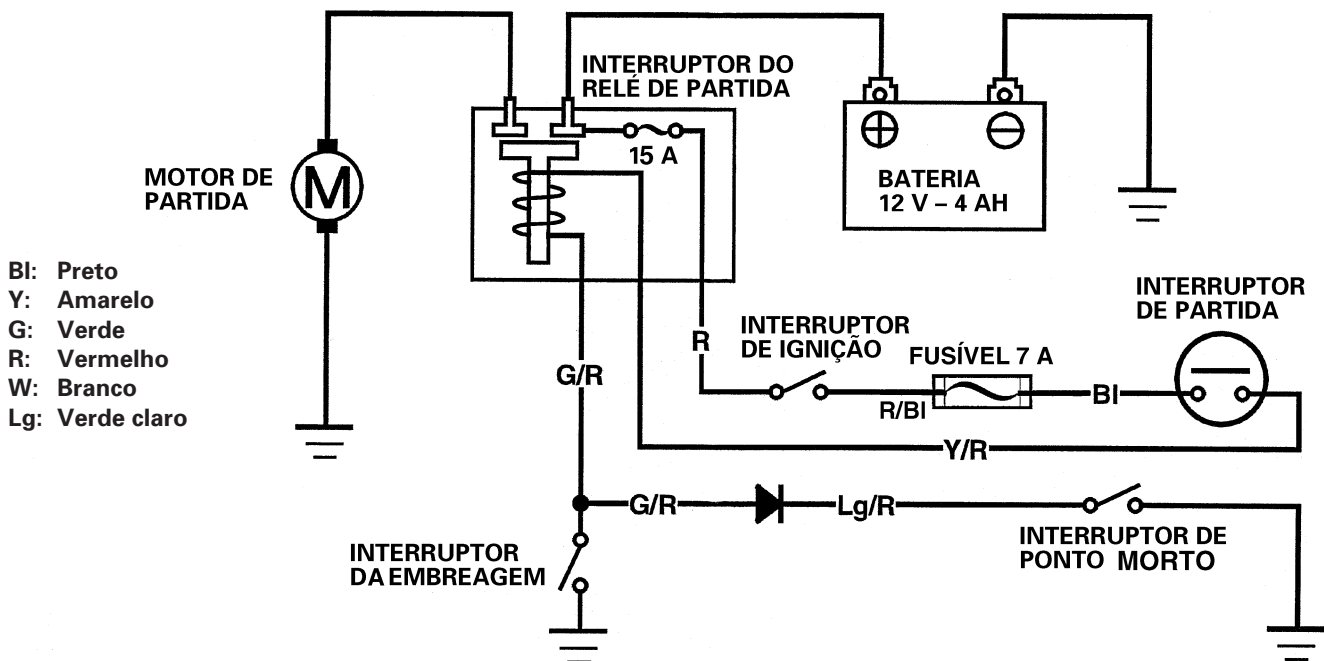 INTERRUPTOR DO
RELÉ DE PARTIDA
15 A
MOTOR DE
PARTIDA
M
BATERIA
12 V – 4 AH
Bl: Preto
Y: Amarelo
G: Verde
R: Vermelho
W: Branco
Lg: Verde claro
INTERRUPTOR
DE PARTIDA
INTERRUPTOR
DE IGNIÇÃO
R
FUSÍVEL 7 A
G/R
R/Bl
Bl
Y/R
G/R
Lg/R
INTERRUPTOR DE
PONTO MORTO
INTERRUPTOR
DA EMBREAGEM